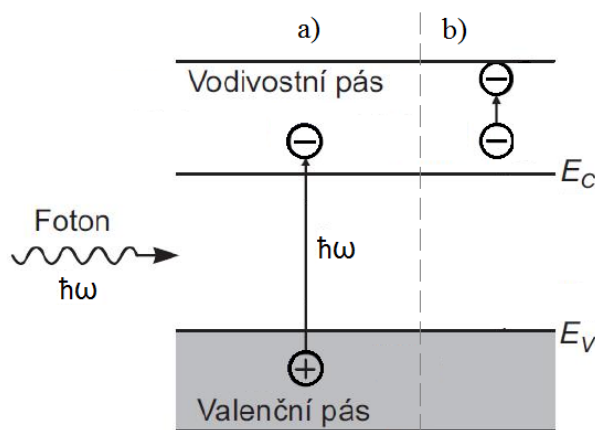 a)
b)
Vodivostní pás
E_C
Foton
ħω
ħω
E_V
Valenční pás